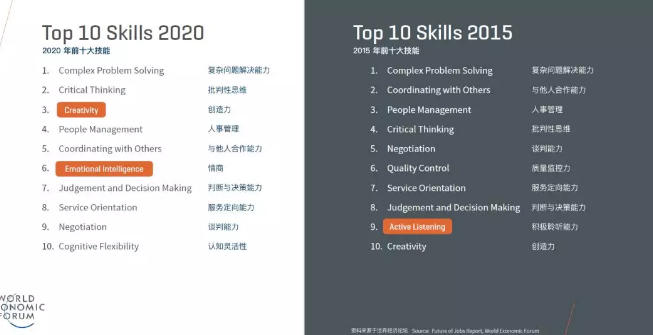 Top 10 Skills 2020
2020 年前十大技能
1. Complex Problem Solving 复杂问题解决能力
2. Critical Thinking 批判性思维
3. Creativity 创造力
4. People Management 人事管理
5. Coordinating with Others 与他人合作能力
6. Emotional Intelligence 情商
7. Judgement and Decision Making 判断与决策能力
8. Service Orientation 服务定向能力
9. Negotiation 谈判能力
10. Cognitive Flexibility 认知灵活性
WORLD
ECONOMIC
FORUM
Top 10 Skills 2015
2015 年前十大技能
1. Complex Problem Solving 复杂问题解决能力
2. Coordinating with Others 与他人合作能力
3. People Management 人事管理
4. Critical Thinking 批判性思维
5. Negotiation 谈判能力
6. Quality Control 质量监控力
7. Service Orientation 服务定向能力
8. Judgement and Decision Making 判断与决策能力
9. Active Listening 积极聆听能力
10. Creativity 创造力
资料来源于世界经济论坛 Source: Future of Jobs Report, World Economic Forum